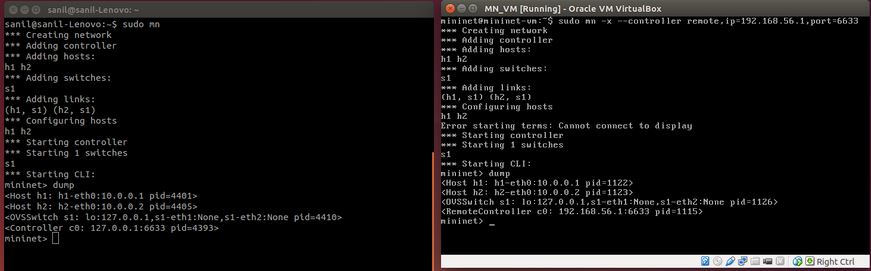 sanil@sanil-Lenovo: ~
sanil@sanil-Lenovo:~$ sudo mn
*** Creating network
*** Adding controller
*** Adding hosts:
h1 h2
*** Adding switches:
s1
*** Adding links:
(h1, s1) (h2, s1)
*** Configuring hosts
h1 h2
*** Starting controller
*** Starting 1 switches
s1
*** Starting CLI:
mininet> dump
<Host h1: h1-eth0:10.0.0.1 pid=4401>
<Host h2: h2-eth0:10.0.0.2 pid=4405>
<OVSSwitch s1: lo:127.0.0.1,s1-eth1:None,s1-eth2:None pid=4410>
<Controller c0: 127.0.0.1:6633 pid=4393>
mininet>
MN_VM [Running] - Oracle VM VirtualBox
mininet@mininet-vm:~$ sudo mn -x --controller remote,ip=192.168.56.1,port=6633
*** Creating network
*** Adding controller
*** Adding hosts:
h1 h2
*** Adding switches:
s1
*** Adding links:
(h1, s1) (h2, s1)
*** Configuring hosts
h1 h2
Error starting terms: Cannot connect to display
*** Starting controller
*** Starting 1 switches
s1
*** Starting CLI:
mininet> dump
<Host h1: h1-eth0:10.0.0.1 pid=1122>
<Host h2: h2-eth0:10.0.0.2 pid=1123>
<OVSSwitch s1: lo:127.0.0.1,s1-eth1:None,s1-eth2:None pid=1126>
<RemoteController c0: 192.168.56.1:6633 pid=1115>
mininet> _
Right Ctrl